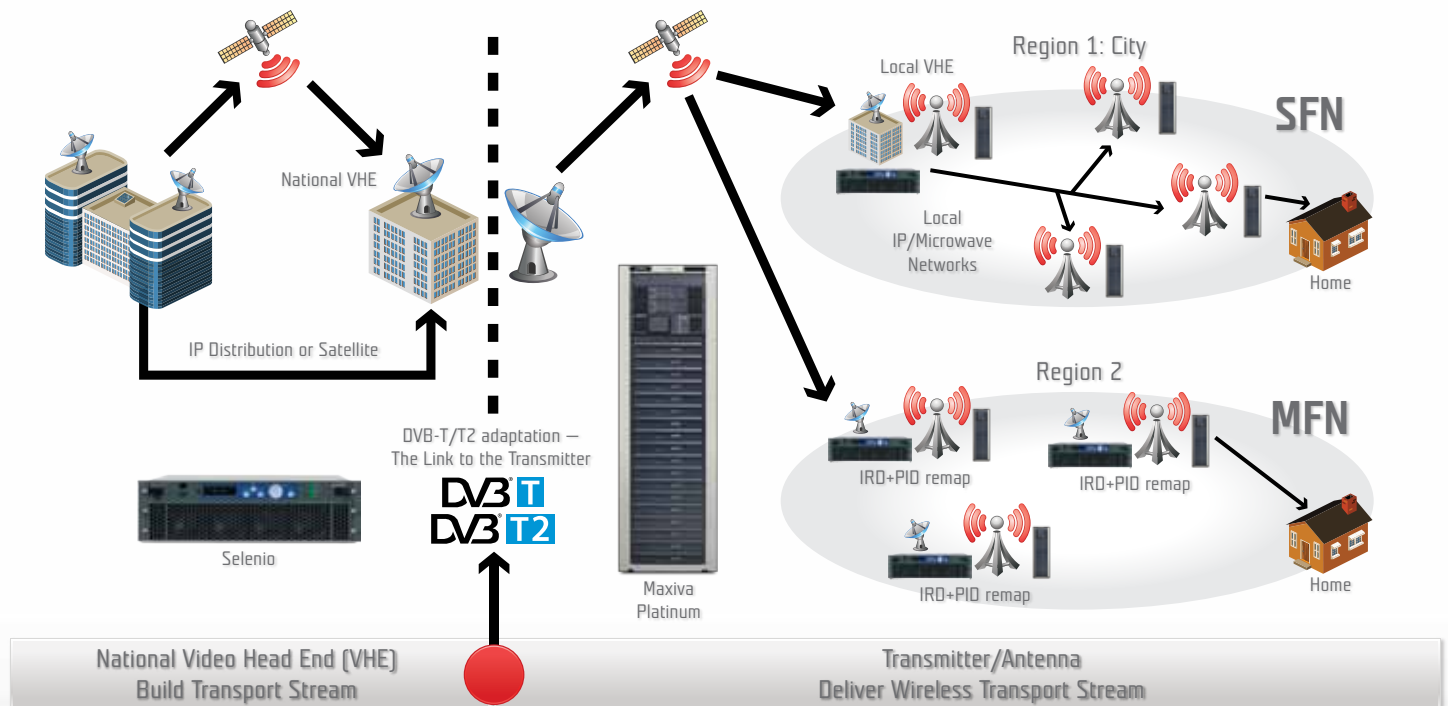 Region 1: City
Local VHE
SFN
National VHE
Local
IP/Microwave
Networks
Home
IP Distribution or Satellite
Region 2
MFN
DVB-T/T2 adaptation –
The Link to the Transmitter
DVB® T
DVB® T2
IRD+PID remap
IRD+PID remap
IRD+PID remap
Home
Selenio
Maxiva
Platinum
National Video Head End (VHE)
Build Transport Stream
Transmitter/Antenna
Deliver Wireless Transport Stream